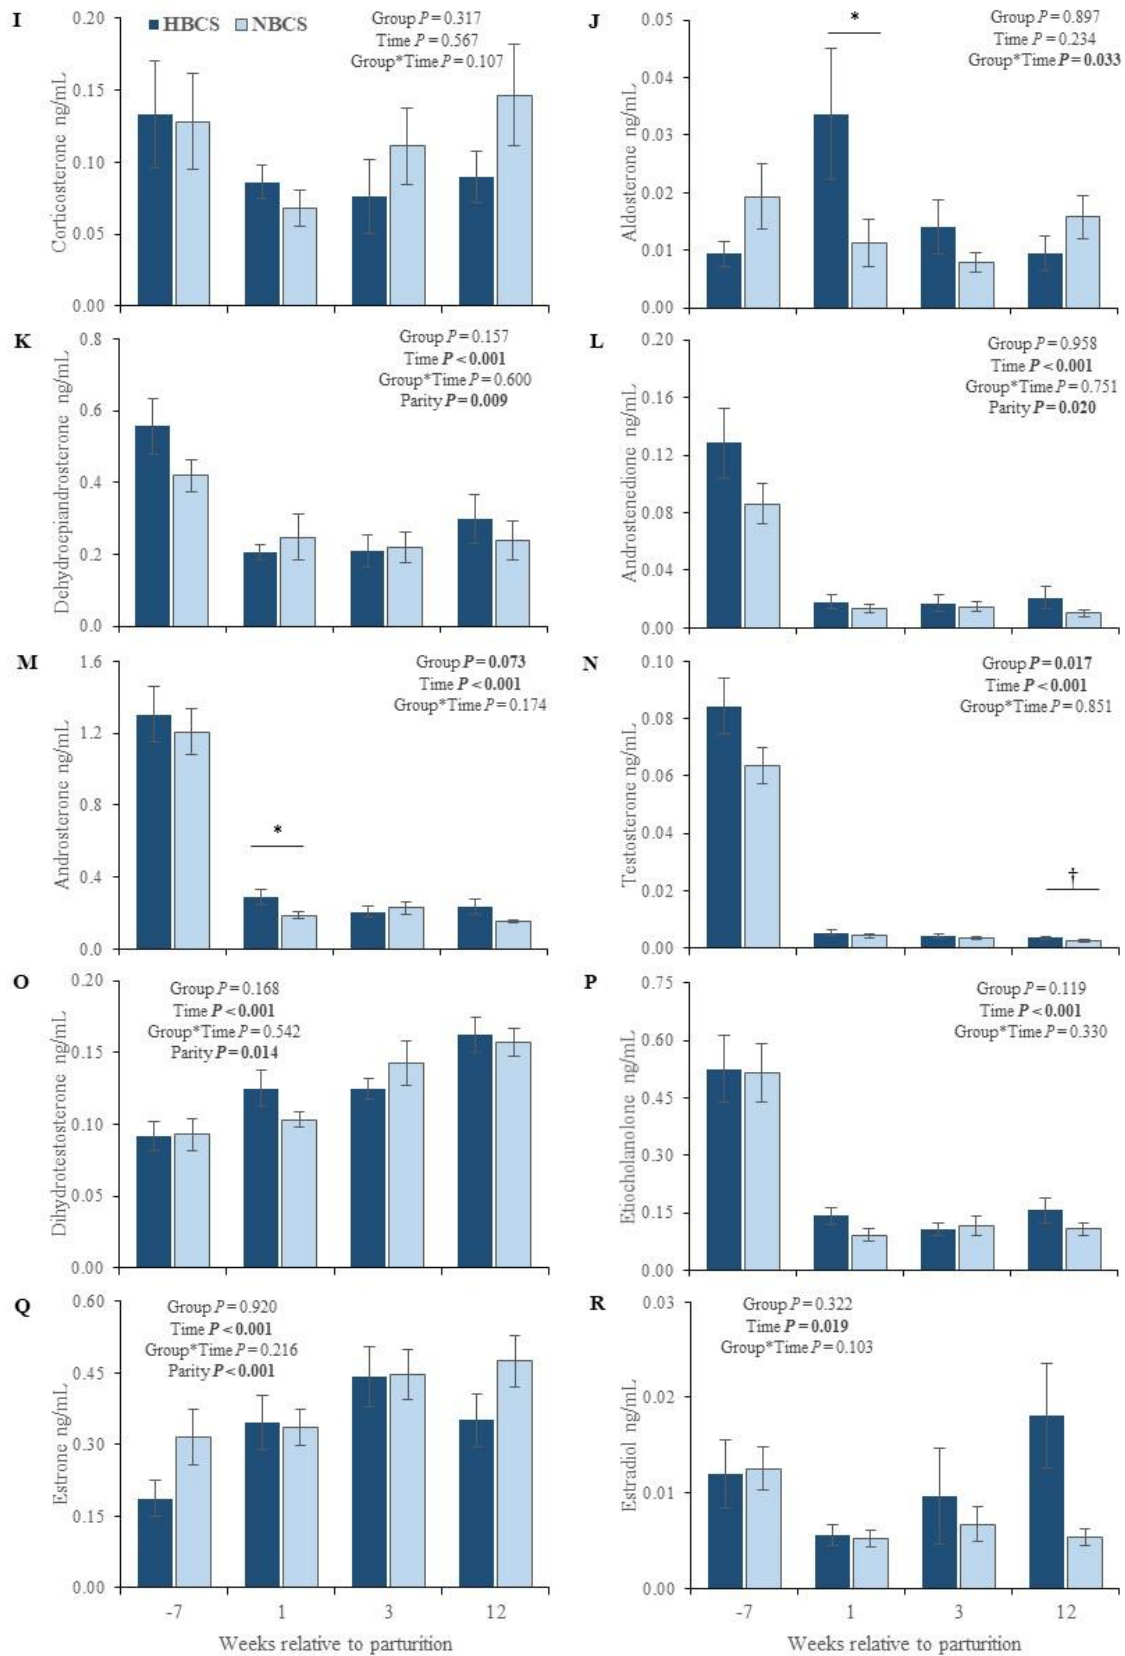 I
HBCS NBCS
Group P = 0.317
Time P = 0.567
Group*Time P = 0.107
Corticosterone ng/mL
0.20
0.15
0.10
0.05
0.00
J
*
Group P = 0.897
Time P = 0.234
Group*Time P = 0.033
Aldosterone ng/mL
0.05
0.04
0.03
0.02
0.01
0.00
K
Group P = 0.157
Time P < 0.001
Group*Time P = 0.600
Parity P = 0.009
Dehydroepiandrosterone ng/mL
0.8
0.6
0.4
0.2
0.0
L
Group P = 0.958
Time P < 0.001
Group*Time P = 0.751
Parity P = 0.020
Androstenedione ng/mL
0.20
0.16
0.12
0.08
0.04
0.00
M
Group P = 0.073
Time P < 0.001
Group*Time P = 0.174
*
Androsterone ng/mL
1.6
1.2
0.8
0.4
0.0
N
Group P = 0.017
Time P < 0.001
Group*Time P = 0.851
†
Testosterone ng/mL
0.10
0.08
0.06
0.04
0.02
0.00
O
Group P = 0.168
Time P < 0.001
Group*Time P = 0.542
Parity P = 0.014
Dihydrotestosterone ng/mL
0.20
0.15
0.10
0.05
0.00
P
Group P = 0.119
Time P < 0.001
Group*Time P = 0.330
Etiocholanolone ng/mL
0.75
0.60
0.45
0.30
0.15
0.00
Q
Group P = 0.920
Time P < 0.001
Group*Time P = 0.216
Parity P < 0.001
Estrone ng/mL
0.60
0.45
0.30
0.15
0.00
-7 1 3 12
Weeks relative to parturition
R
Group P = 0.322
Time P = 0.019
Group*Time P = 0.103
Estradiol ng/mL
0.03
0.02
0.01
0.00
-7 1 3 12
Weeks relative to parturition